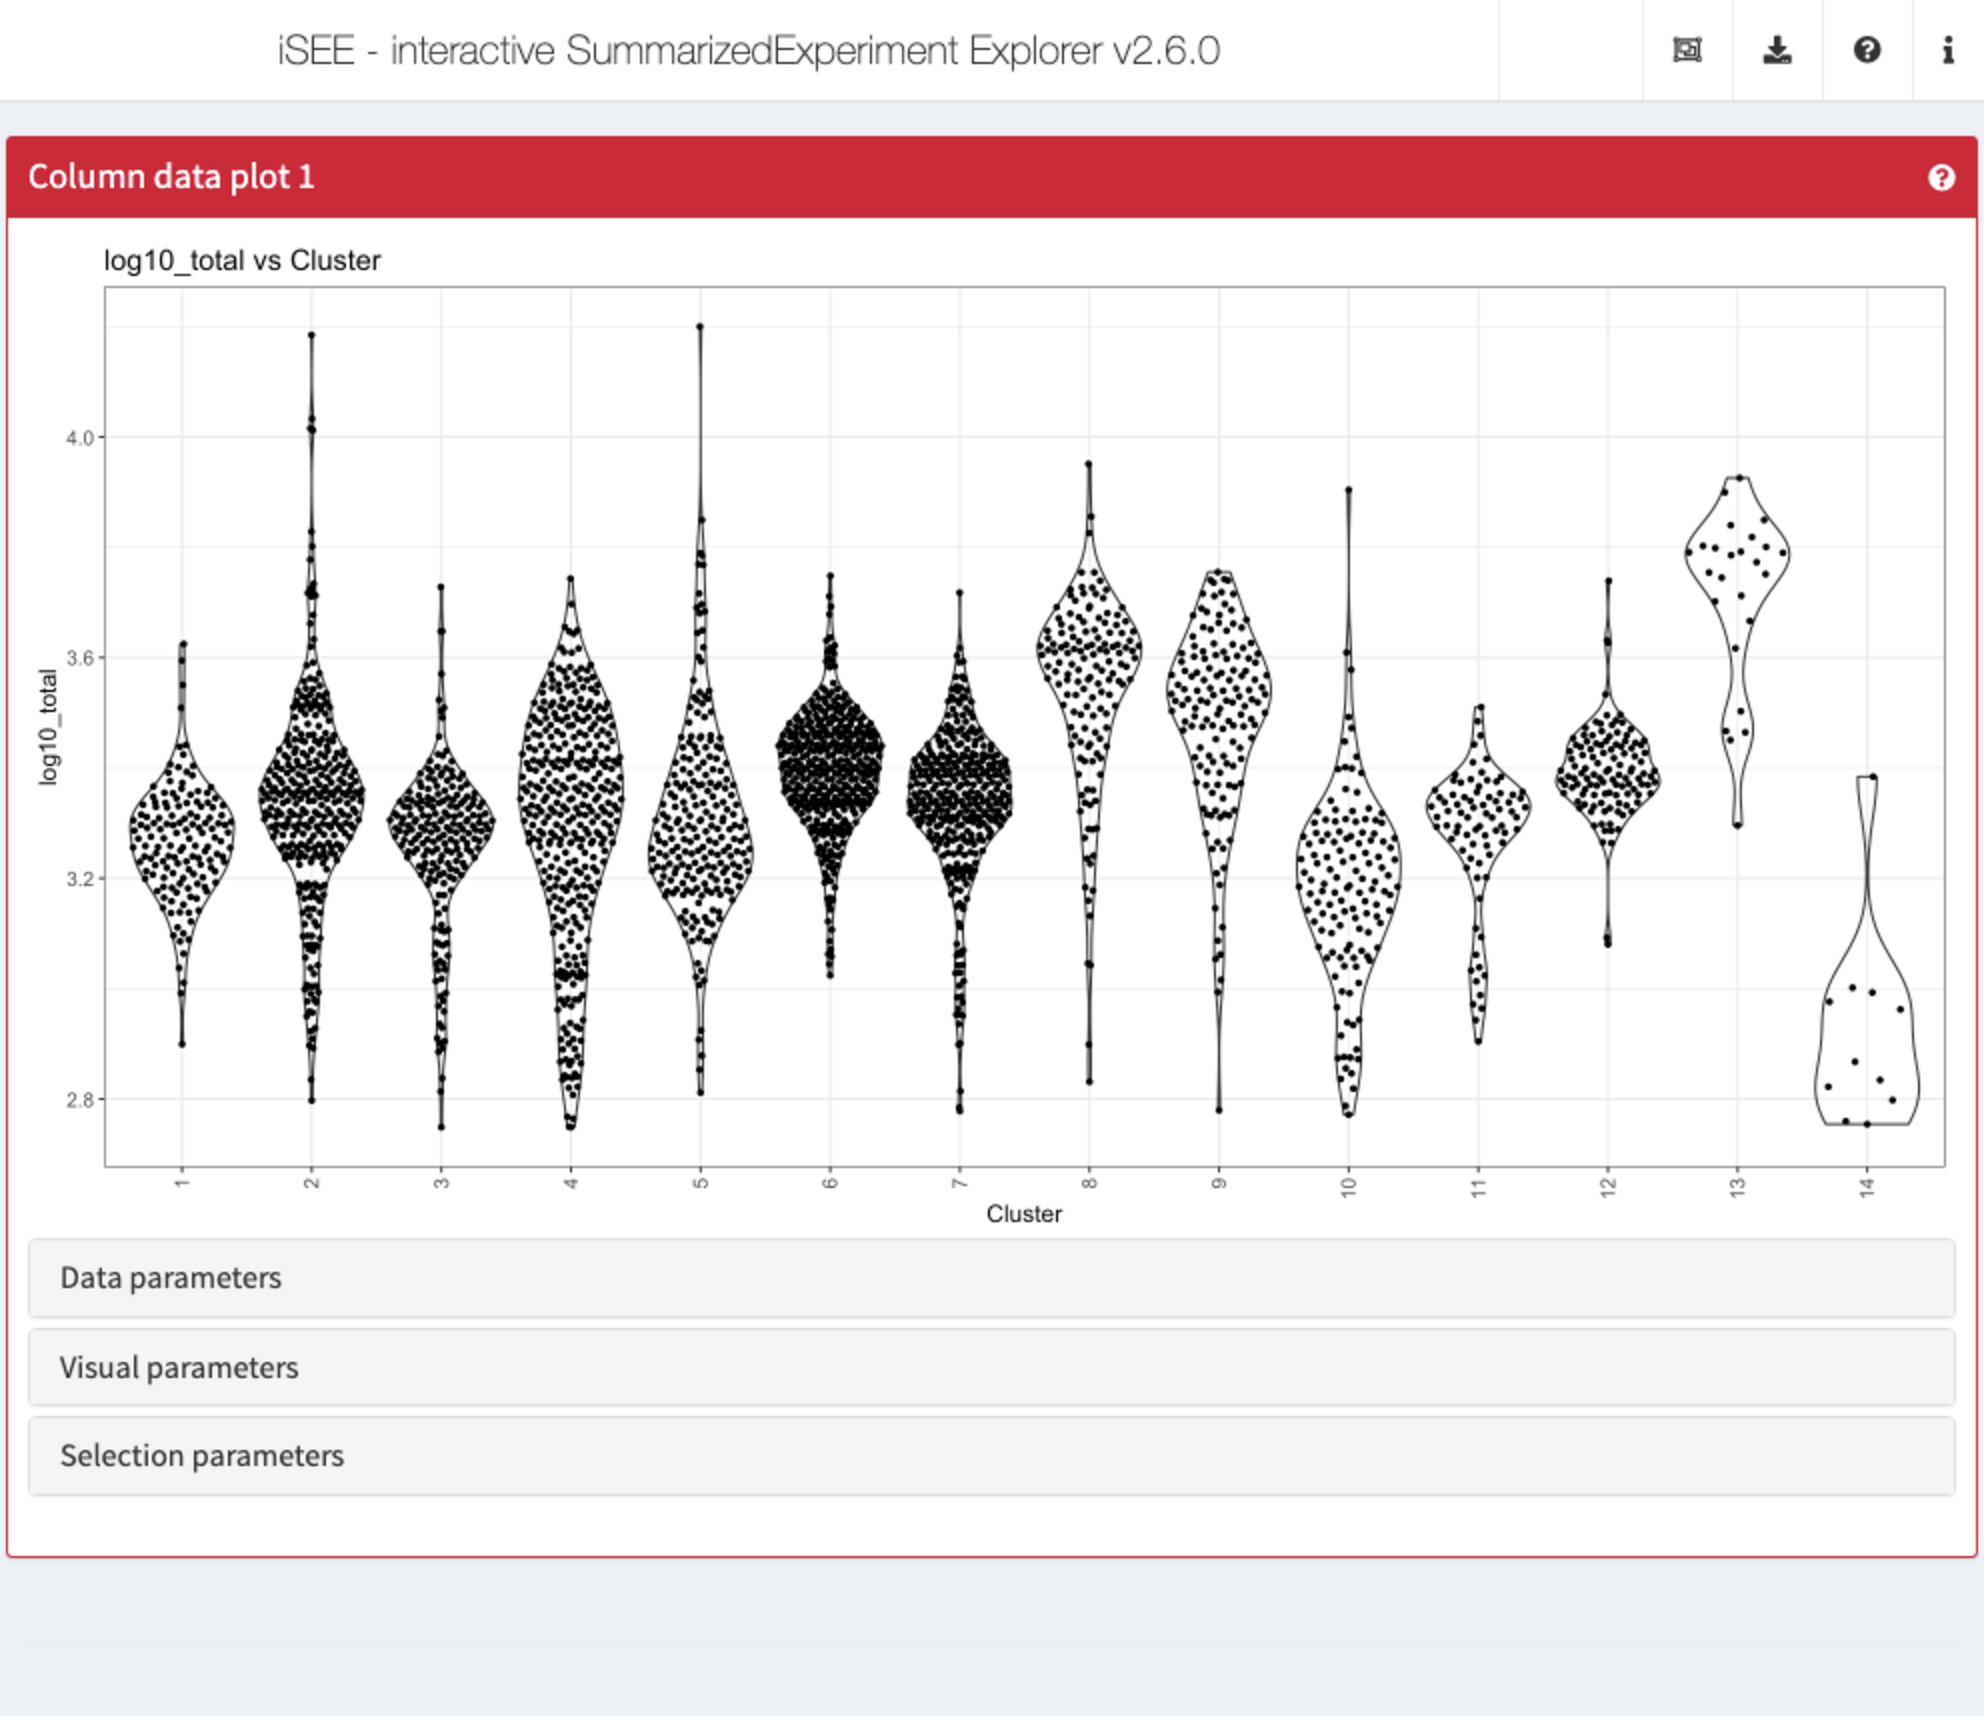 iSEE - interactive SummarizedExperiment Explorer v2.6.0
Column data plot 1
log10_total vs Cluster
log10_total
4.0
3.6
3.2
2.8
1 2 3 4 5 6 7 8 9 10 11 12 13 14
Cluster
Data parameters
Visual parameters
Selection parameters